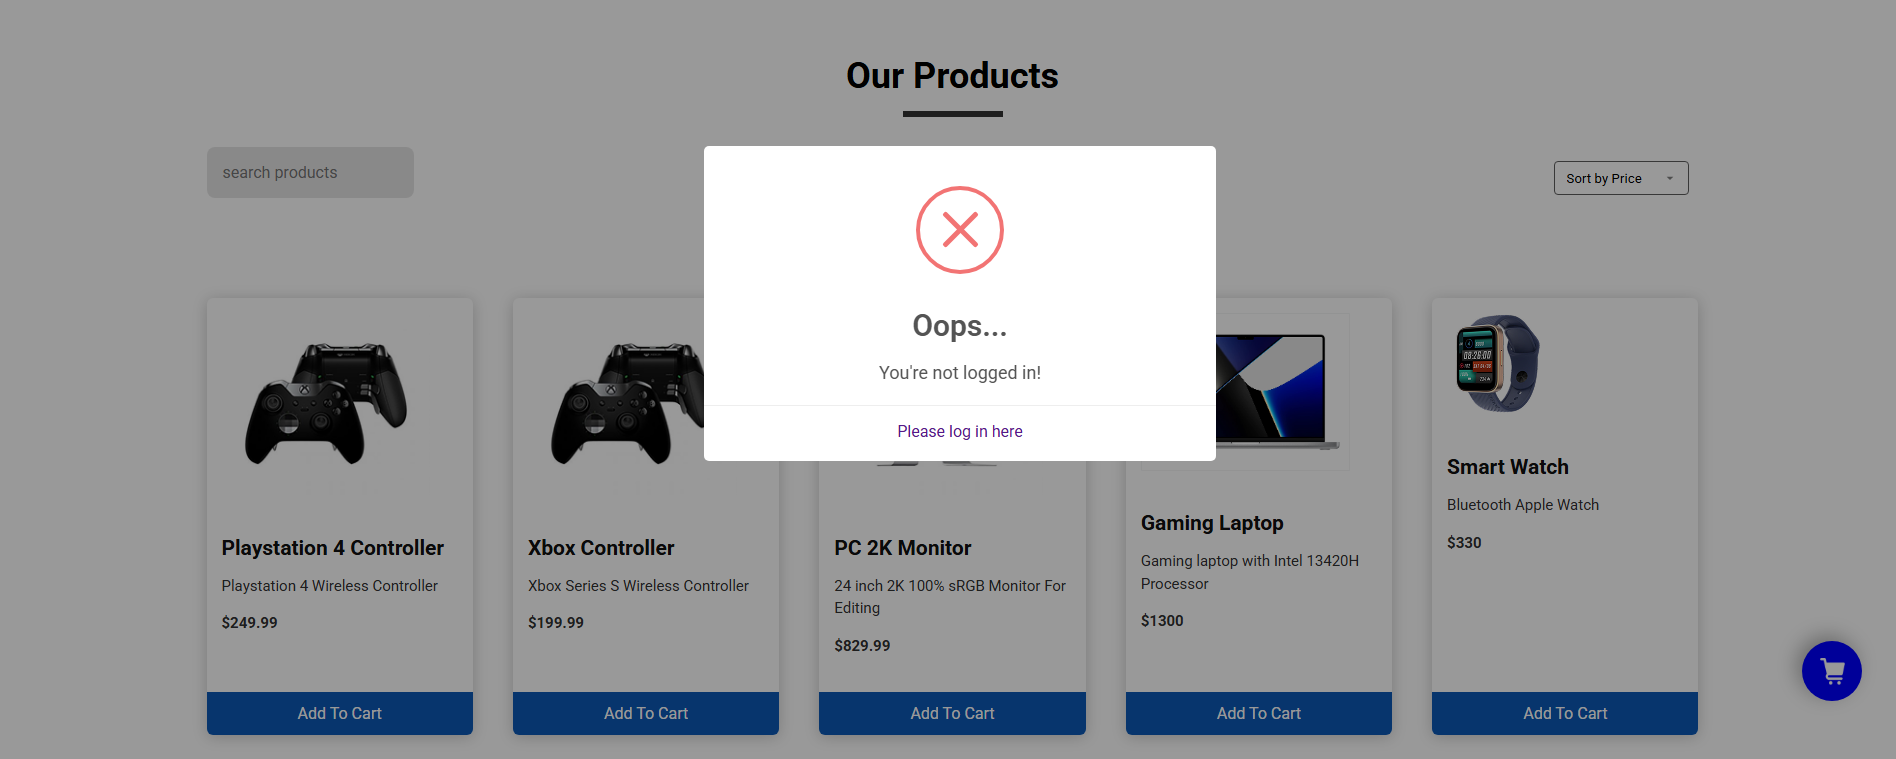 Our Products
search products
Sort by Price
Oops...
You're not logged in!
Please log in here
Playstation 4 Controller
Playstation 4 Wireless Controller
$249.99
Add To Cart
Xbox Controller
Xbox Series S Wireless Controller
$199.99
Add To Cart
PC 2K Monitor
24 inch 2K 100% sRGB Monitor For
Editing
$829.99
Add To Cart
Gaming Laptop
Gaming laptop with Intel 13420H
Processor
$1300
Add To Cart
08:26:00
Smart Watch
Bluetooth Apple Watch
$330
Add To Cart